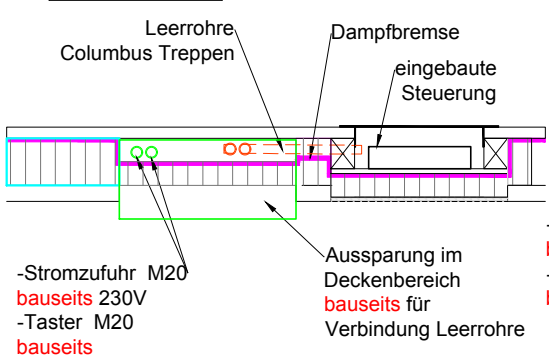 Leerrohre
Columbus Treppen
Dampfbremse
eingebaute
Steuerung
-Stromzufuhr M20
bauseits 230V
-Taster M20
bauseits
Aussparung im
Deckenbereich
bauseits für
Verbindung Leerrohre